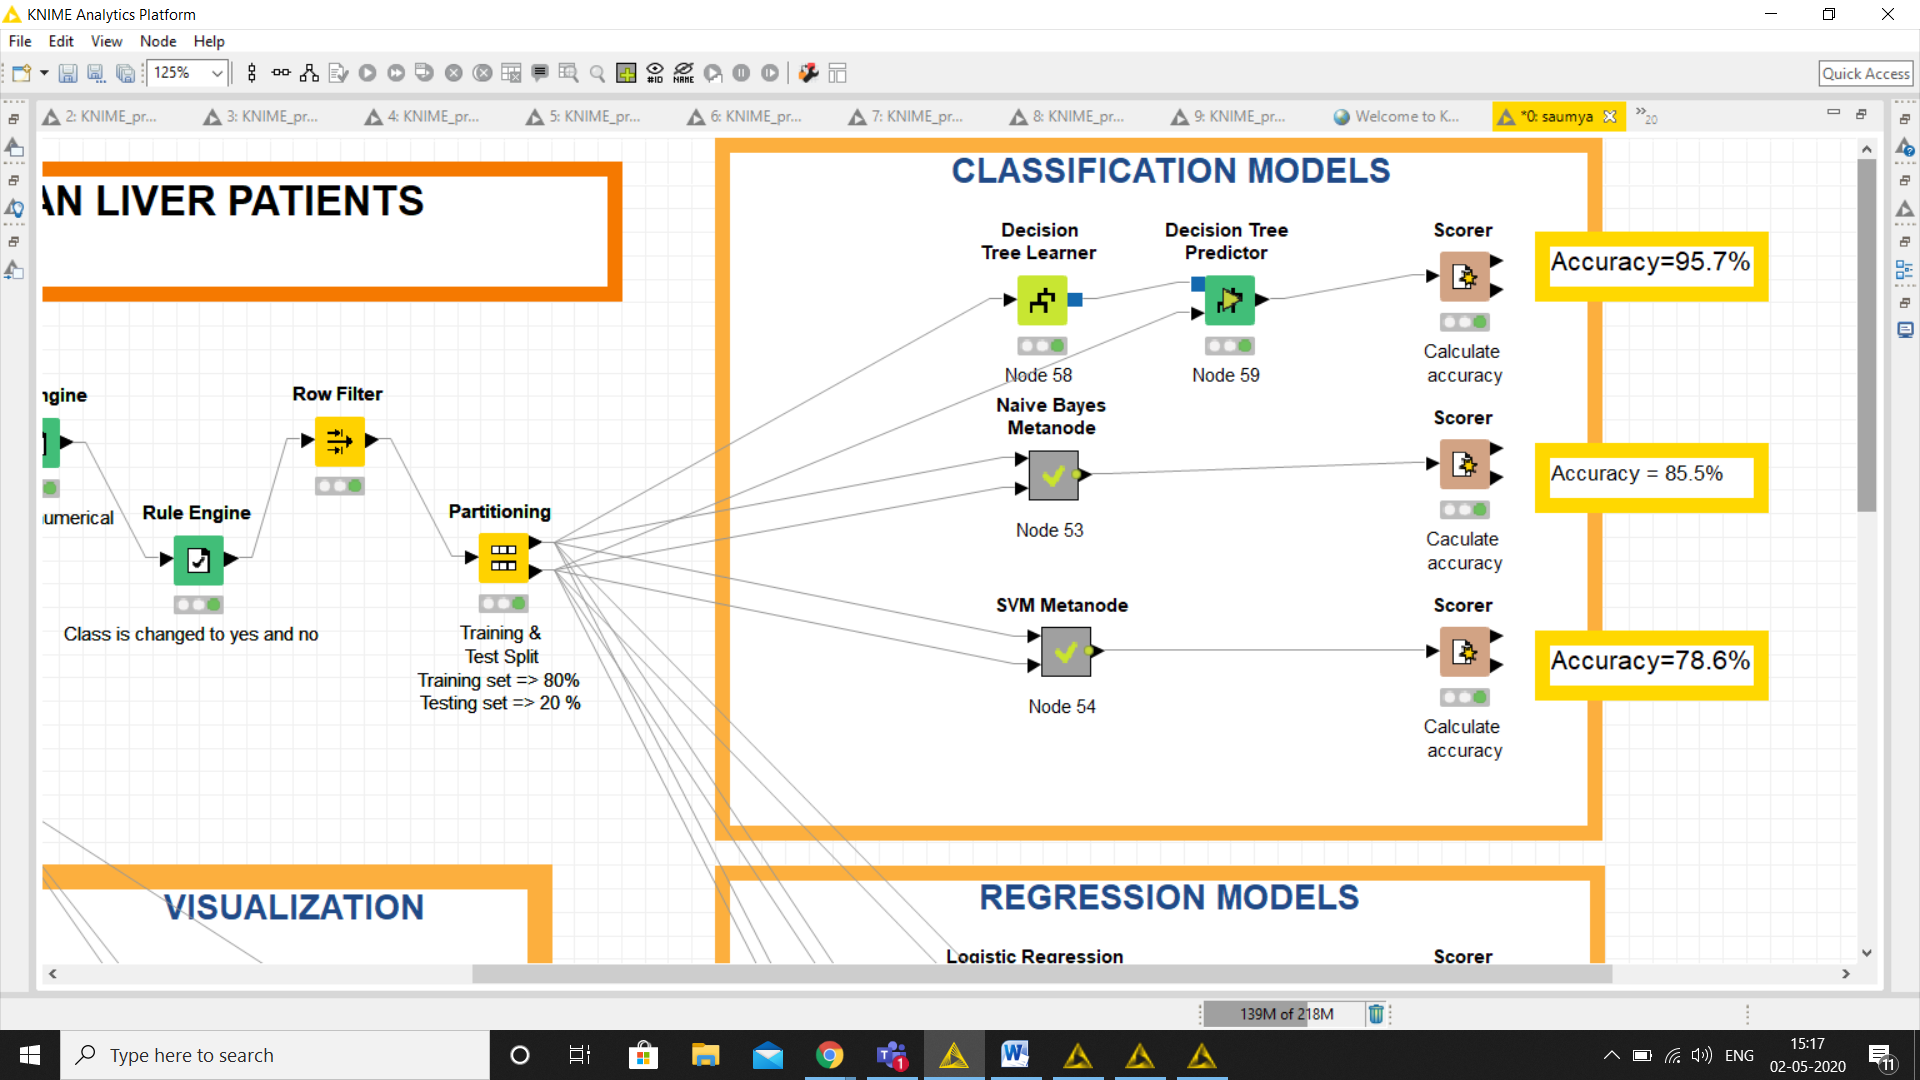 KNIME Analytics Platform
File Edit View Node Help
125%
#ID
NAME
Quick Access
2: KNIME_pr...
3: KNIME_pr...
4: KNIME_pr...
5: KNIME_pr...
6: KNIME_pr...
7: KNIME_pr...
8: KNIME_pr...
9: KNIME_pr...
Welcome to K...
*0: saumya
»20
AN LIVER PATIENTS
CLASSIFICATION MODELS
Decision
Tree Learner
Node 58
Decision Tree
Predictor
Node 59
Scorer
Calculate
accuracy
Accuracy=95.7%
Naive Bayes
Metanode
Node 53
Scorer
Caculate
accuracy
Accuracy = 85.5%
SVM Metanode
Node 54
Scorer
Calculate
accuracy
Accuracy=78.6%
ngine
umerical
Rule Engine
Class is changed to yes and no
Row Filter
Partitioning
Training &
Test Split
Training set => 80%
Testing set => 20 %
VISUALIZATION
REGRESSION MODELS
Logistic Regression
Scorer
139M of 218M
Type here to search
1
W
ENG
15:17
02-05-2020
11